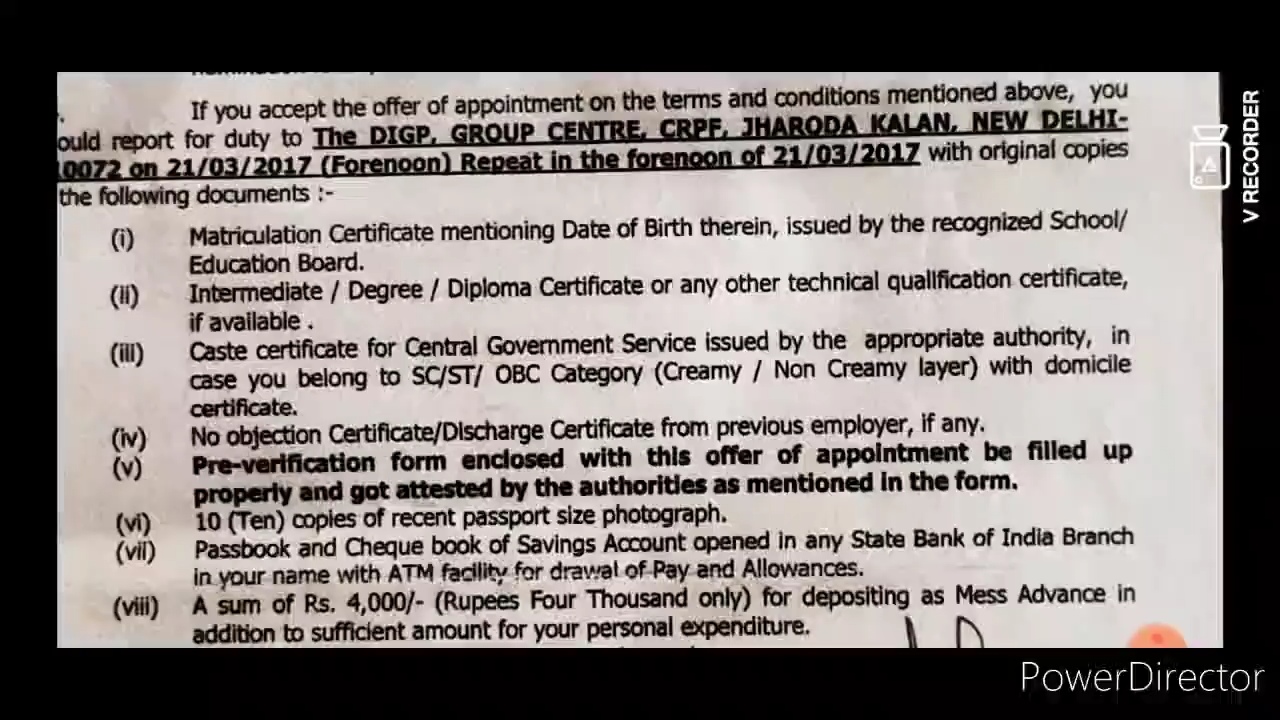 If you accept the offer of appointment on the terms and conditions mentioned above, you
ould report for duty to The DIGP, GROUP CENTRE, CRPF, JHARODA KALAN, NEW DELHI-
0072 on 21/03/2017 (Forenoon) Repeat in the forenoon of 21/03/2017 with original copies
the following documents :-
(i) Matriculation Certificate mentioning Date of Birth therein, issued by the recognized School/
Education Board.
(ii) Intermediate / Degree / Diploma Certificate or any other technical qualification certificate,
if available .
(iii) Caste certificate for Central Government Service issued by the appropriate authority, in
case you belong to SC/ST/ OBC Category (Creamy / Non Creamy layer) with domicile
certificate.
(iv) No objection Certificate/Discharge Certificate from previous employer, if any.
(v) Pre-verification form enclosed with this offer of appointment be filled up
properly and got attested by the authorities as mentioned in the form.
(vi) 10 (Ten) copies of recent passport size photograph.
(vii) Passbook and Cheque book of Savings Account opened in any State Bank of India Branch
in your name with ATM facility for drawal of Pay and Allowances.
(viii) A sum of Rs. 4,000/- (Rupees Four Thousand only) for depositing as Mess Advance in
addition to sufficient amount for your personal expenditure.
V RECORDER
PowerDirector